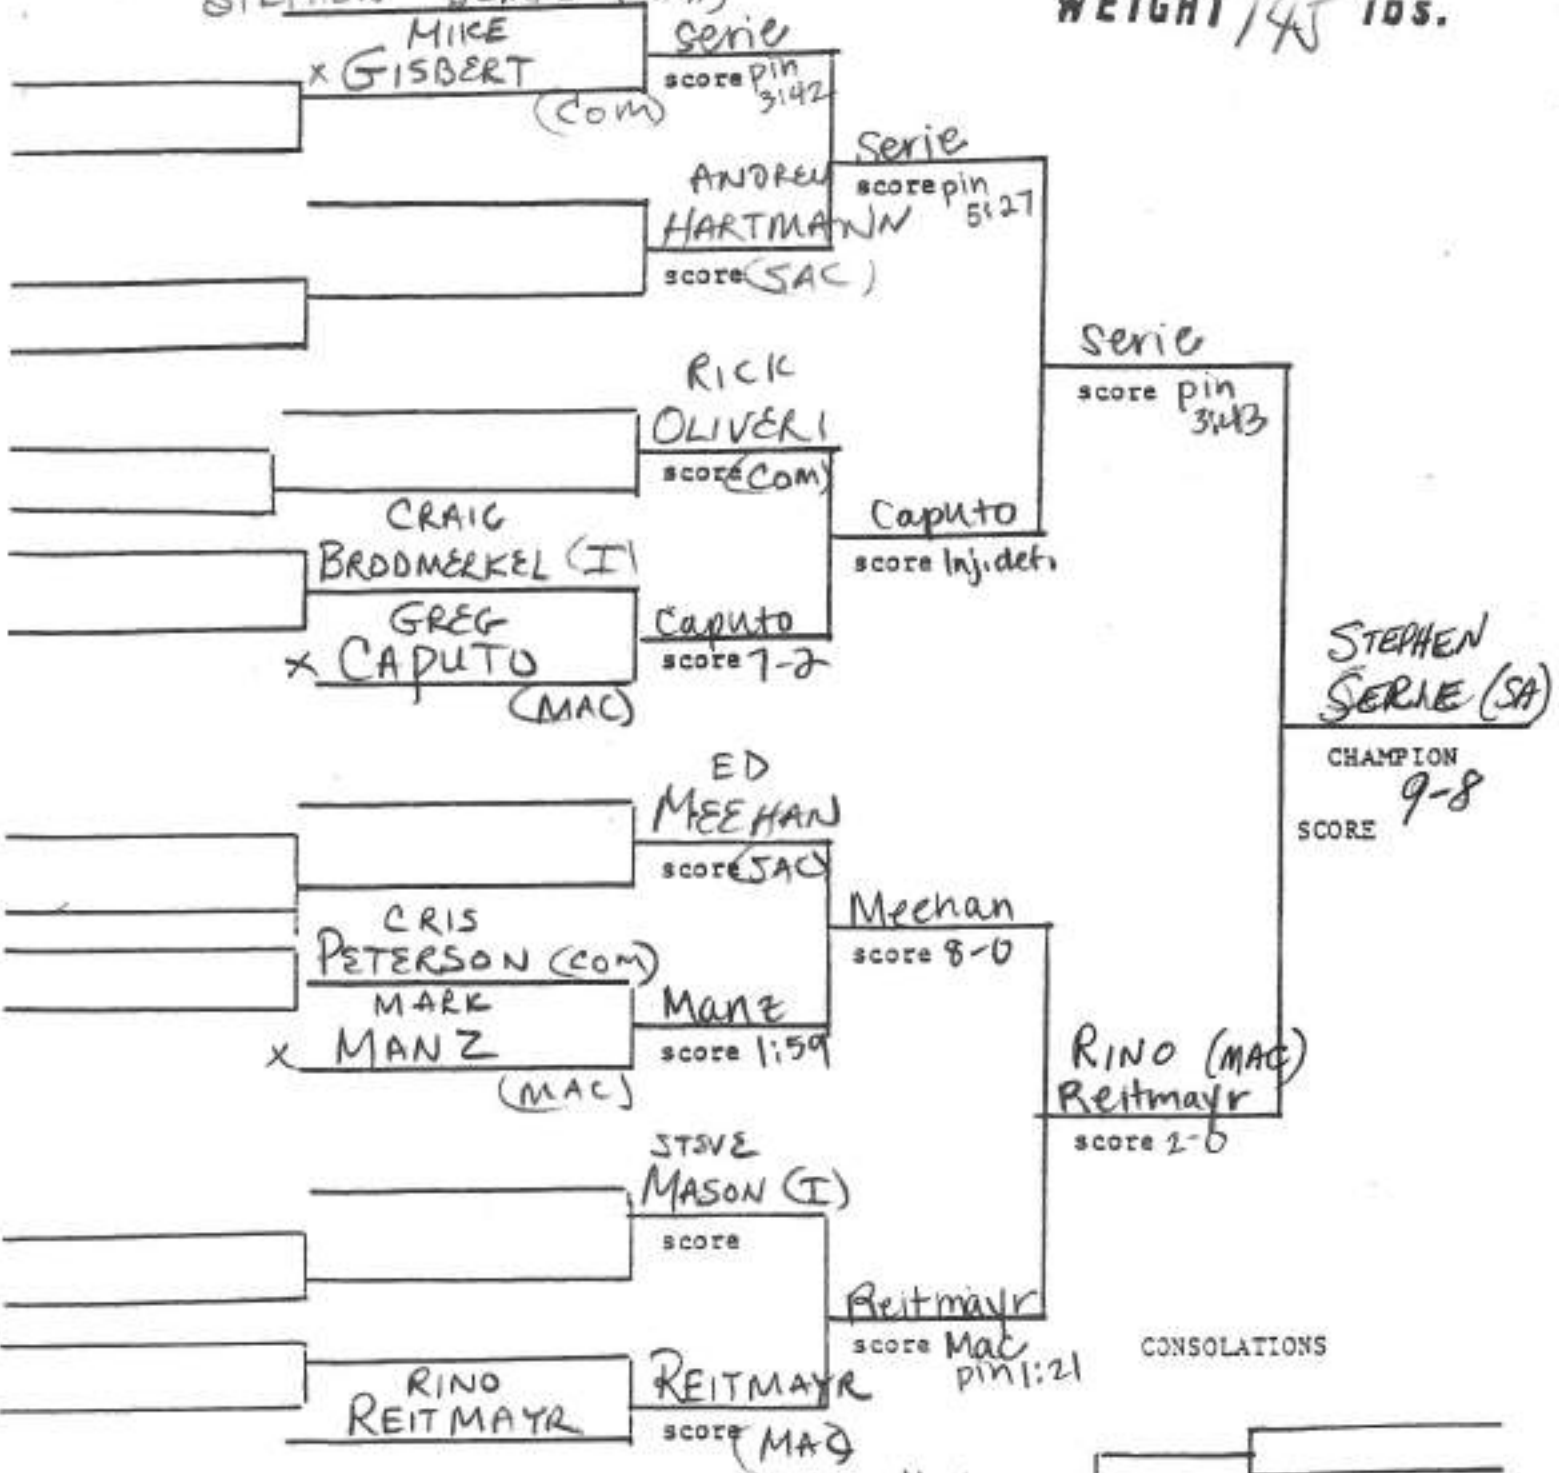 WEIGHT 145 lbs.
MIKE
x GISBERT
(COM)
serie
score pin
3:42
Serie
score pin
5:27
ANDREW
HARTMANN
score (SAC)
serie
score pin
3:43
RICK
OLIVERI
score (COM)
Caputo
score Inj. def.
CRAIG
BRODMERKEL (I)
GREG
x CAPUTO
(MAC)
Caputo
score 7-2
STEPHEN
SERIE (SA)
CHAMPION
9-8
SCORE
ED
MEEHAN
score (SAC)
Meehan
score 8-0
CRIS
PETERSON (COM)
MARK
x MANZ
(MAC)
Manz
score 1:59
RINO (MAC)
Reitmayr
score 2-0
STEVE
MASON (I)
score
Reitmayr
score Mac
pin 1:21
CONSOLATIONS
RINO
REITMAYR
REITMAYR
score (MAC)